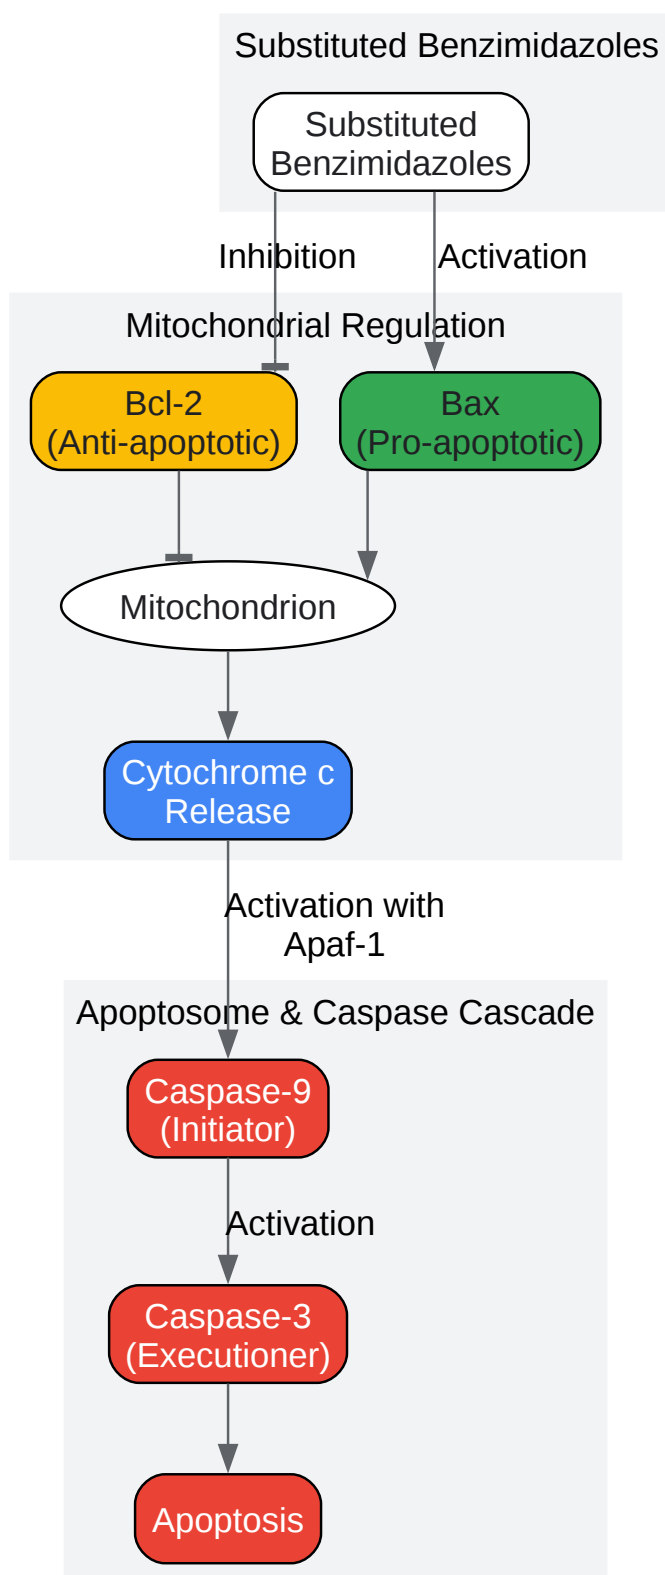 Substituted Benzimidazoles
Substituted
Benzimidazoles
Inhibition
Activation
Mitochondrial Regulation
Bcl-2
(Anti-apoptotic)
Bax
(Pro-apoptotic)
Mitochondrion
Cytochrome c
Release
Activation with
Apaf-1
Apoptosome & Caspase Cascade
Caspase-9
(Initiator)
Activation
Caspase-3
(Executioner)
Apoptosis